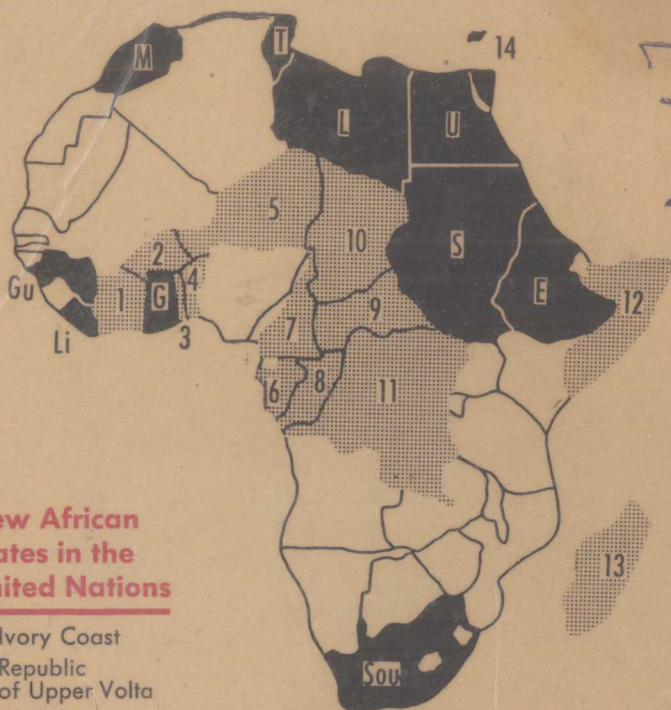 M
T
14
L
U
5
10
S
2
Gu
1
G
4
E
12
9
Li
3
7
6
8
11
ew African
ates in the
nited Nations
13
Ivory Coast
Republic
of Upper Volta
Sou